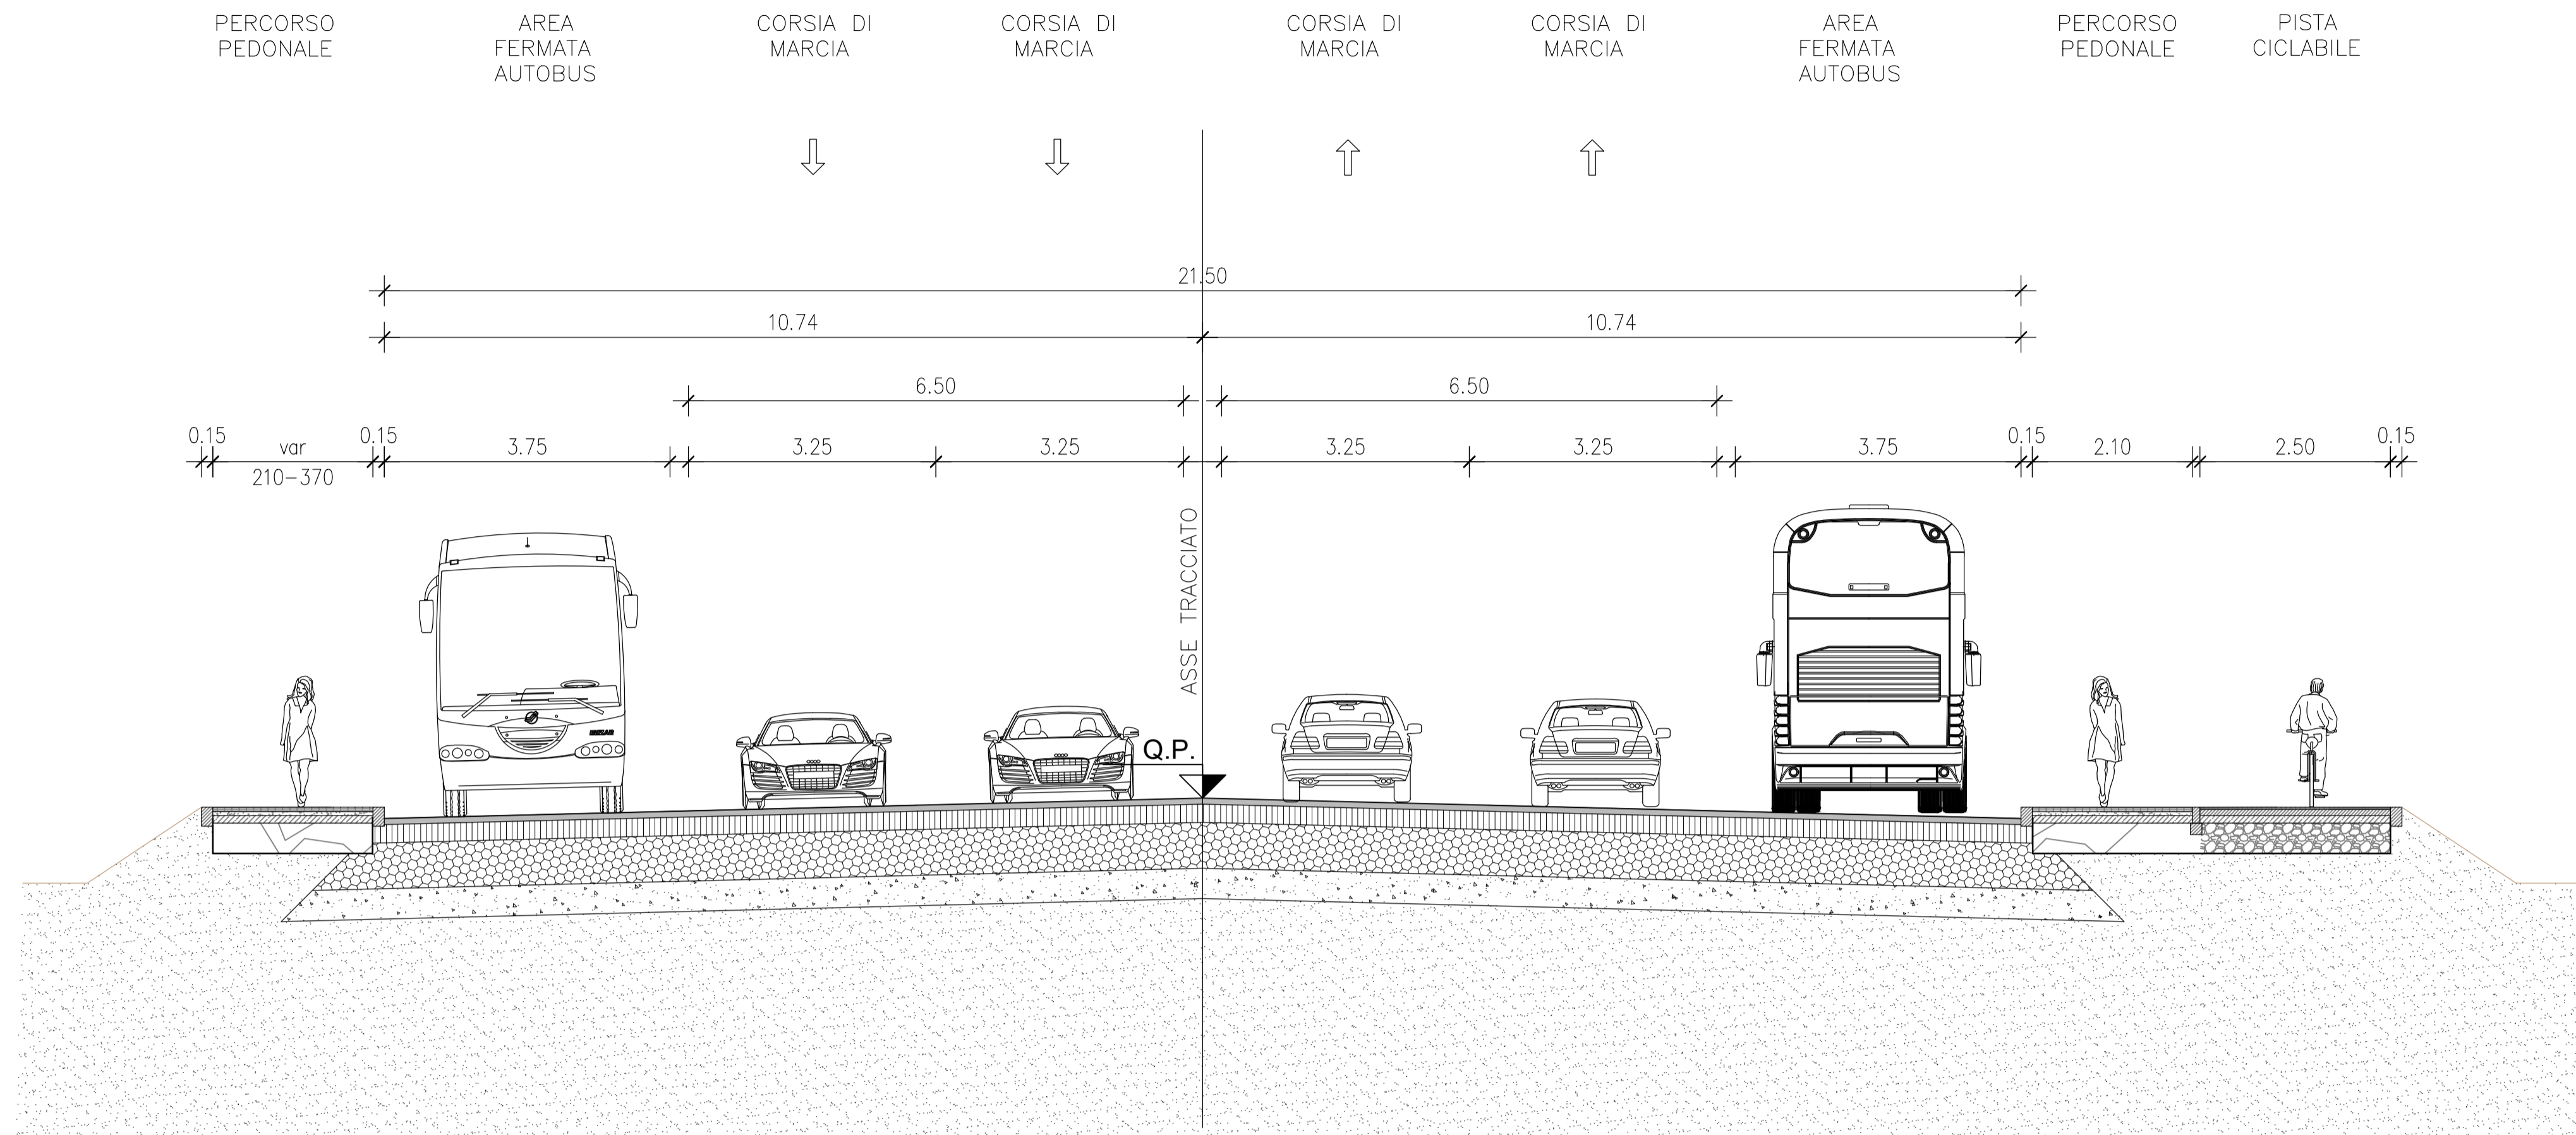 PERCORSO
PEDONALE
AREA
FERMATA
AUTOBUS
CORSIA DI
MARCIA
CORSIA DI
MARCIA
CORSIA DI
MARCIA
CORSIA DI
MARCIA
AREA
FERMATA
AUTOBUS
PERCORSO
PEDONALE
PISTA
CICLABILE
21.50
10.74
10.74
6.50
6.50
0.15
var
210-370
0.15
3.75
3.25
3.25
3.25
3.25
3.75
0.15
2.10
2.50
0.15
ASSE TRACCIATO
Q.P.